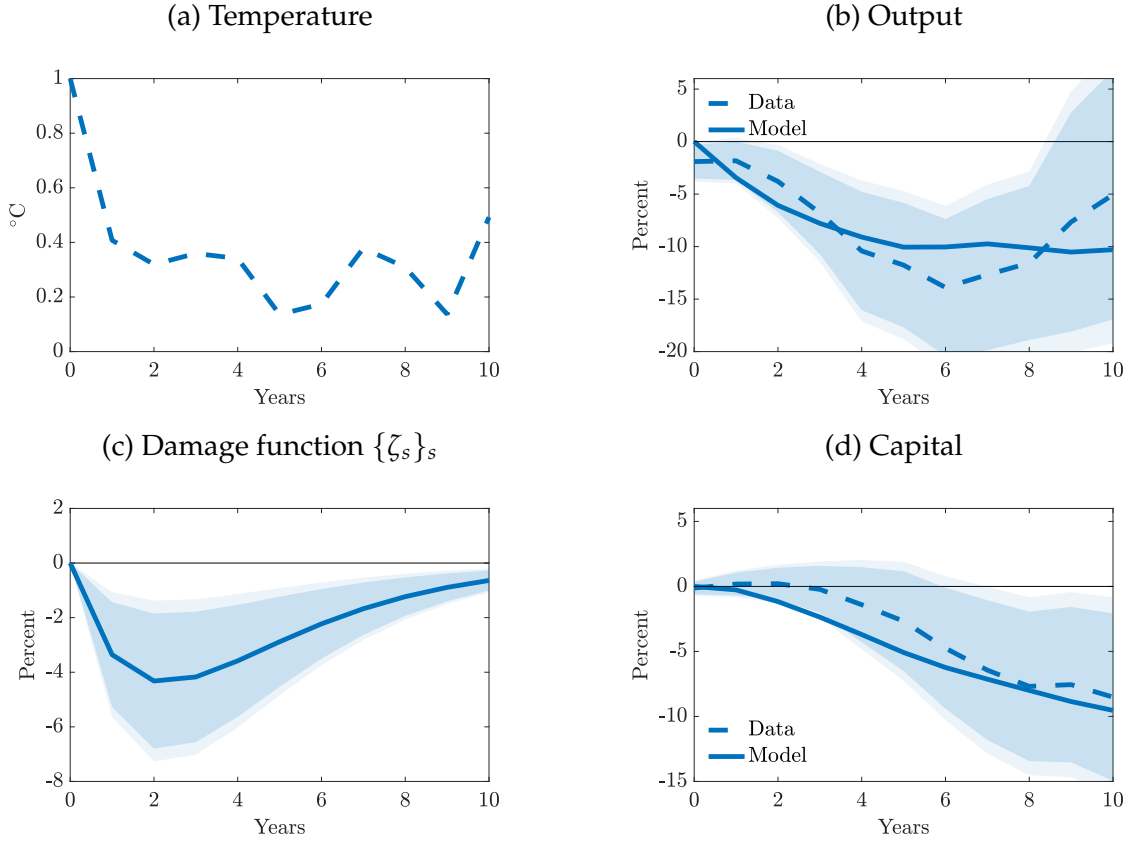 (a) Temperature
1
0.8
0.6
0.4
0.2
0
°C
0 2 4 6 8 10
Years
(b) Output
5
0
-5
-10
-15
-20
Percent
Data
Model
0 2 4 6 8 10
Years
(c) Damage function {ζₛ}ₛ
2
0
-2
-4
-6
-8
Percent
0 2 4 6 8 10
Years
(d) Capital
5
0
-5
-10
-15
Percent
Data
Model
0 2 4 6 8 10
Years